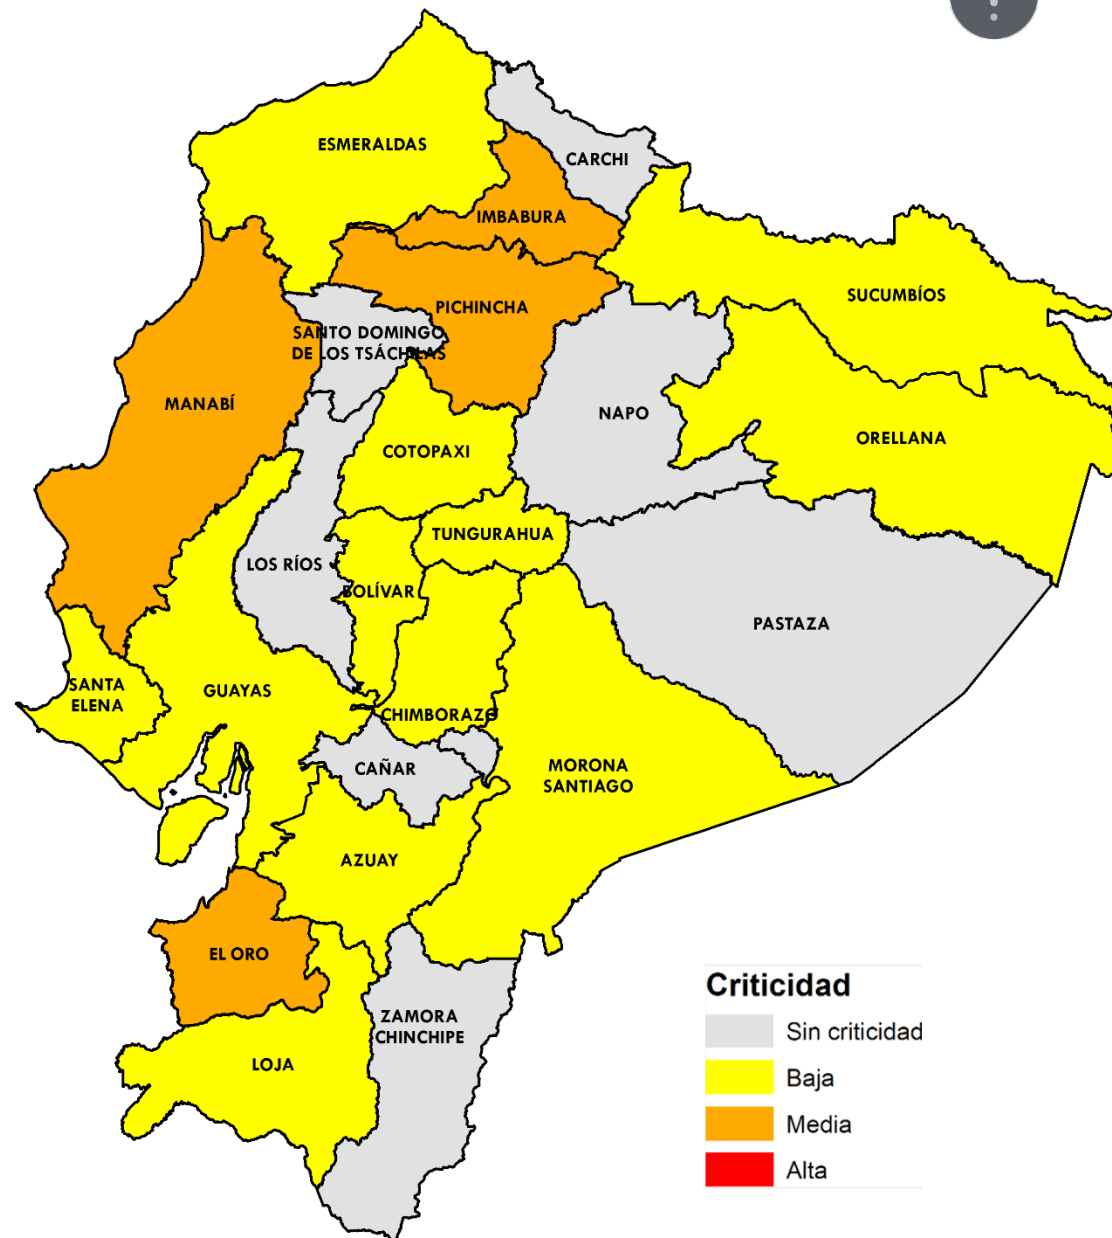 ESMERALDAS
CARCHI
IMBABURA
SUCUMBÍOS
PICHINCHA
SANTO DOMINGO
DE LOS TSÁCHILAS
MANABÍ
NAPO
ORELLANA
COTOPAXI
TUNGURAHUA
LOS RÍOS
BOLÍVAR
PASTAZA
SANTA
ELENA
GUAYAS
CHIMBORAZO
CAÑAR
MORONA
SANTIAGO
AZUAY
EL ORO
ZAMORA
CHINCHIPE
LOJA
Criticidad
Sin criticidad
Baja
Media
Alta